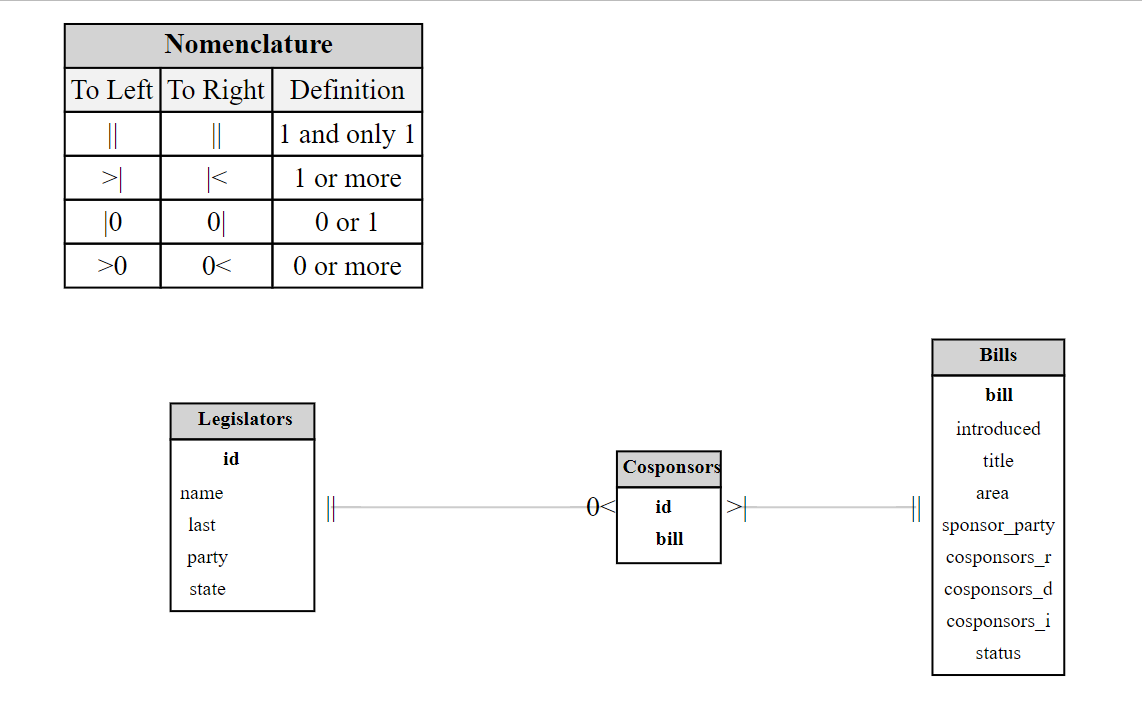 Nomenclature
To Left To Right Definition
|| || 1 and only 1
>| |< 1 or more
|0 0| 0 or 1
>0 0< 0 or more
Legislators
id
name
last
party
state
|| 0<
Cosponsors
id
bill
>| ||
Bills
bill
introduced
title
area
sponsor_party
cosponsors_r
cosponsors_d
cosponsors_i
status